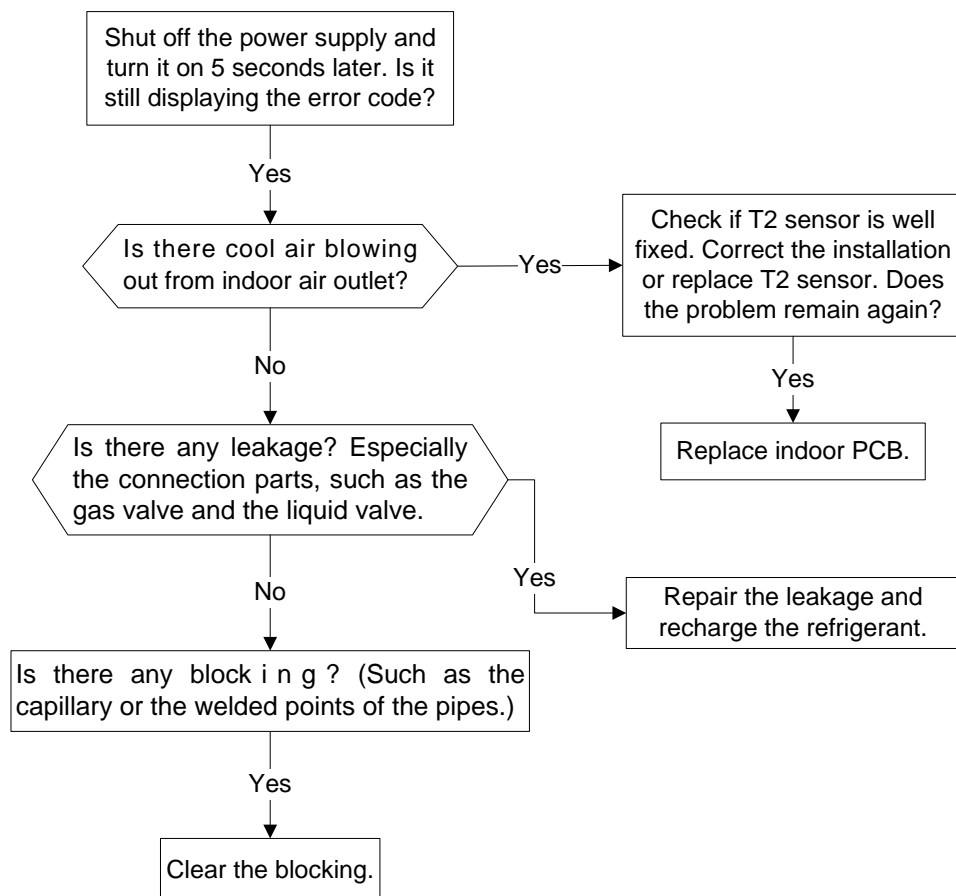 Shut off the power supply and
turn it on 5 seconds later. Is it
still displaying the error code?
Yes
Is there cool air blowing
out from indoor air outlet?
Yes
Check if T2 sensor is well
fixed. Correct the installation
or replace T2 sensor. Does
the problem remain again?
Yes
Replace indoor PCB.
No
Is there any leakage? Especially
the connection parts, such as the
gas valve and the liquid valve.
Yes
Repair the leakage and
recharge the refrigerant.
No
Is there any blocking? (Such as the
capillary or the welded points of the pipes.)
Yes
Clear the blocking.